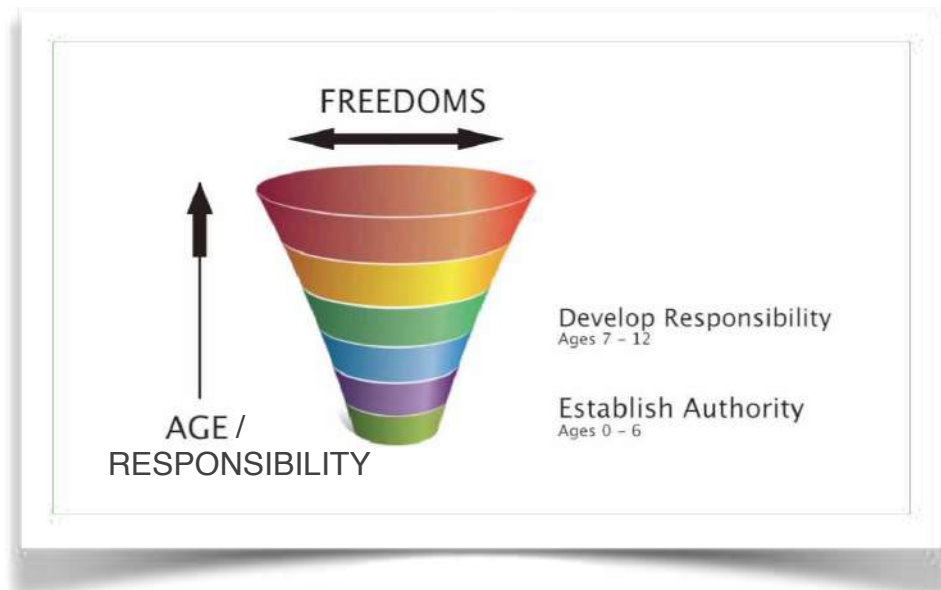 FREEDOMS
Develop Responsibility
Ages 7 – 12
Establish Authority
Ages 0 – 6
AGE /
RESPONSIBILITY